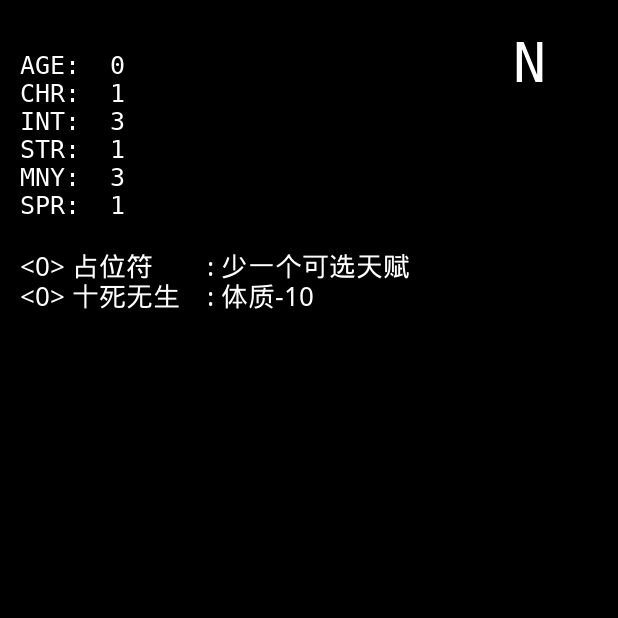 N
AGE: 0
CHR: 1
INT: 3
STR: 1
MNY: 3
SPR: 1
<0> 占位符 : 少一个可选天赋
<0> 十死无生 : 体质-10